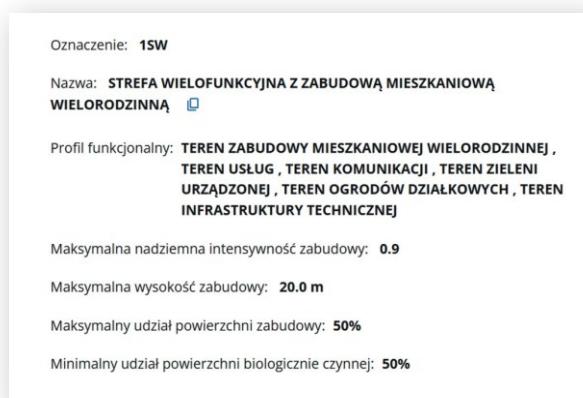 Oznaczenie: 1SW
Nazwa: STREFA WIELOFUNKCYJNA Z ZABUDOWĄ MIESZKANIOWĄ
WIELORODZINNĄ
Profil funkcjonalny: TEREN ZABUDOWY MIESZKANIOWEJ WIELORODZINNEJ ,
TEREN USŁUG , TEREN KOMUNIKACJI , TEREN ZIELENI
URZĄDZONEJ , TEREN OGRODÓW DZIAŁKOWYCH , TEREN
INFRASTRUKTURY TECHNICZNEJ
Maksymalna nadziemna intensywność zabudowy: 0.9
Maksymalna wysokość zabudowy: 20.0 m
Maksymalny udział powierzchni zabudowy: 50%
Minimalny udział powierzchni biologicznie czynnej: 50%